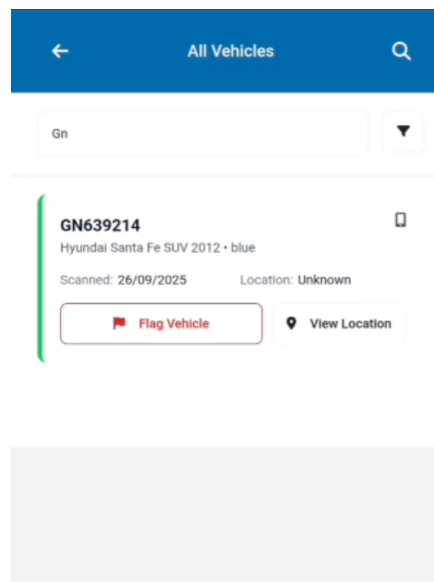 All Vehicles
Gn
GN639214
Hyundai Santa Fe SUV 2012 • blue
Scanned: 26/09/2025 Location: Unknown
Flag Vehicle View Location